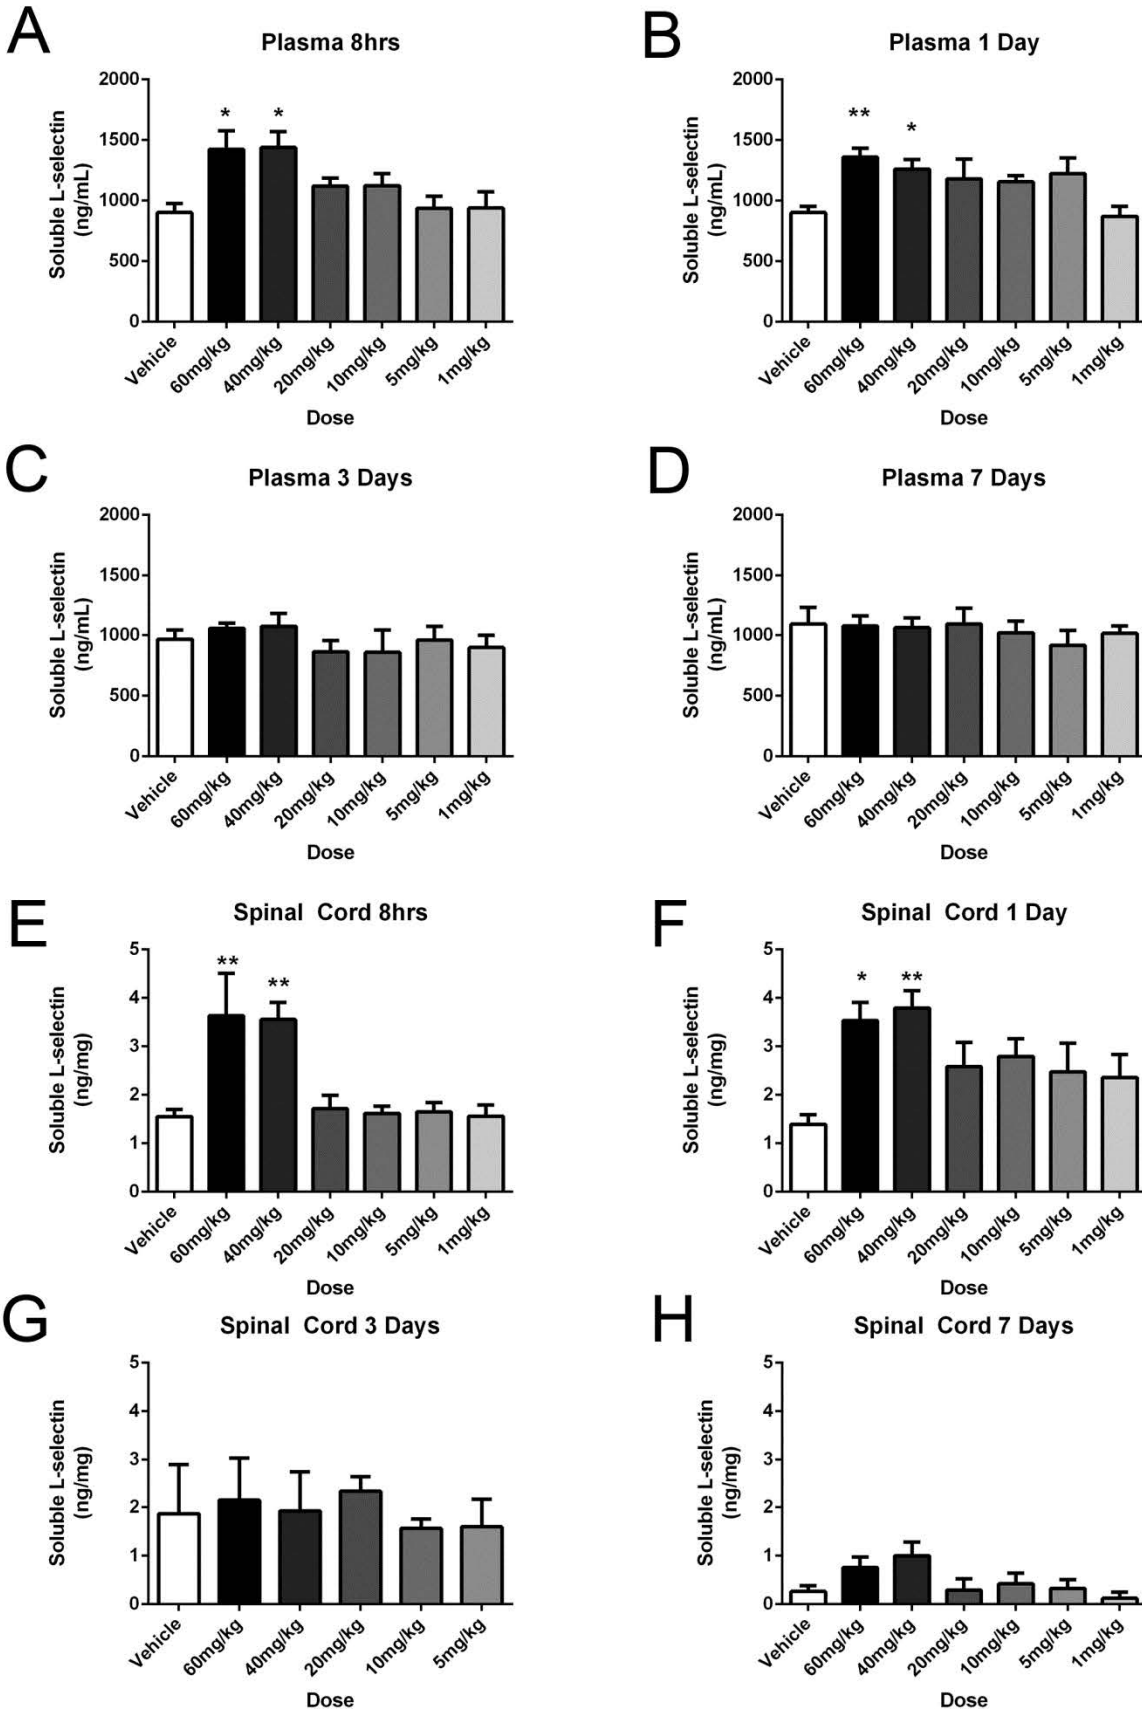 A
Plasma 8hrs
Soluble L-selectin
(ng/mL)
2000
1500
1000
500
0
*
*
Vehicle
60mg/kg
40mg/kg
20mg/kg
10mg/kg
5mg/kg
1mg/kg
Dose
B
Plasma 1 Day
Soluble L-selectin
(ng/mL)
2000
1500
1000
500
0
**
*
Vehicle
60mg/kg
40mg/kg
20mg/kg
10mg/kg
5mg/kg
1mg/kg
Dose
C
Plasma 3 Days
Soluble L-selectin
(ng/mL)
2000
1500
1000
500
0
Vehicle
60mg/kg
40mg/kg
20mg/kg
10mg/kg
5mg/kg
1mg/kg
Dose
D
Plasma 7 Days
Soluble L-selectin
(ng/mL)
2000
1500
1000
500
0
Vehicle
60mg/kg
40mg/kg
20mg/kg
10mg/kg
5mg/kg
1mg/kg
Dose
E
Spinal Cord 8hrs
Soluble L-selectin
(ng/mg)
5
4
3
2
1
0
**
**
Vehicle
60mg/kg
40mg/kg
20mg/kg
10mg/kg
5mg/kg
1mg/kg
Dose
F
Spinal Cord 1 Day
Soluble L-selectin
(ng/mg)
5
4
3
2
1
0
*
**
Vehicle
60mg/kg
40mg/kg
20mg/kg
10mg/kg
5mg/kg
1mg/kg
Dose
G
Spinal Cord 3 Days
Soluble L-selectin
(ng/mg)
5
4
3
2
1
0
Vehicle
60mg/kg
40mg/kg
20mg/kg
10mg/kg
5mg/kg
Dose
H
Spinal Cord 7 Days
Soluble L-selectin
(ng/mg)
5
4
3
2
1
0
Vehicle
60mg/kg
40mg/kg
20mg/kg
10mg/kg
5mg/kg
1mg/kg
Dose